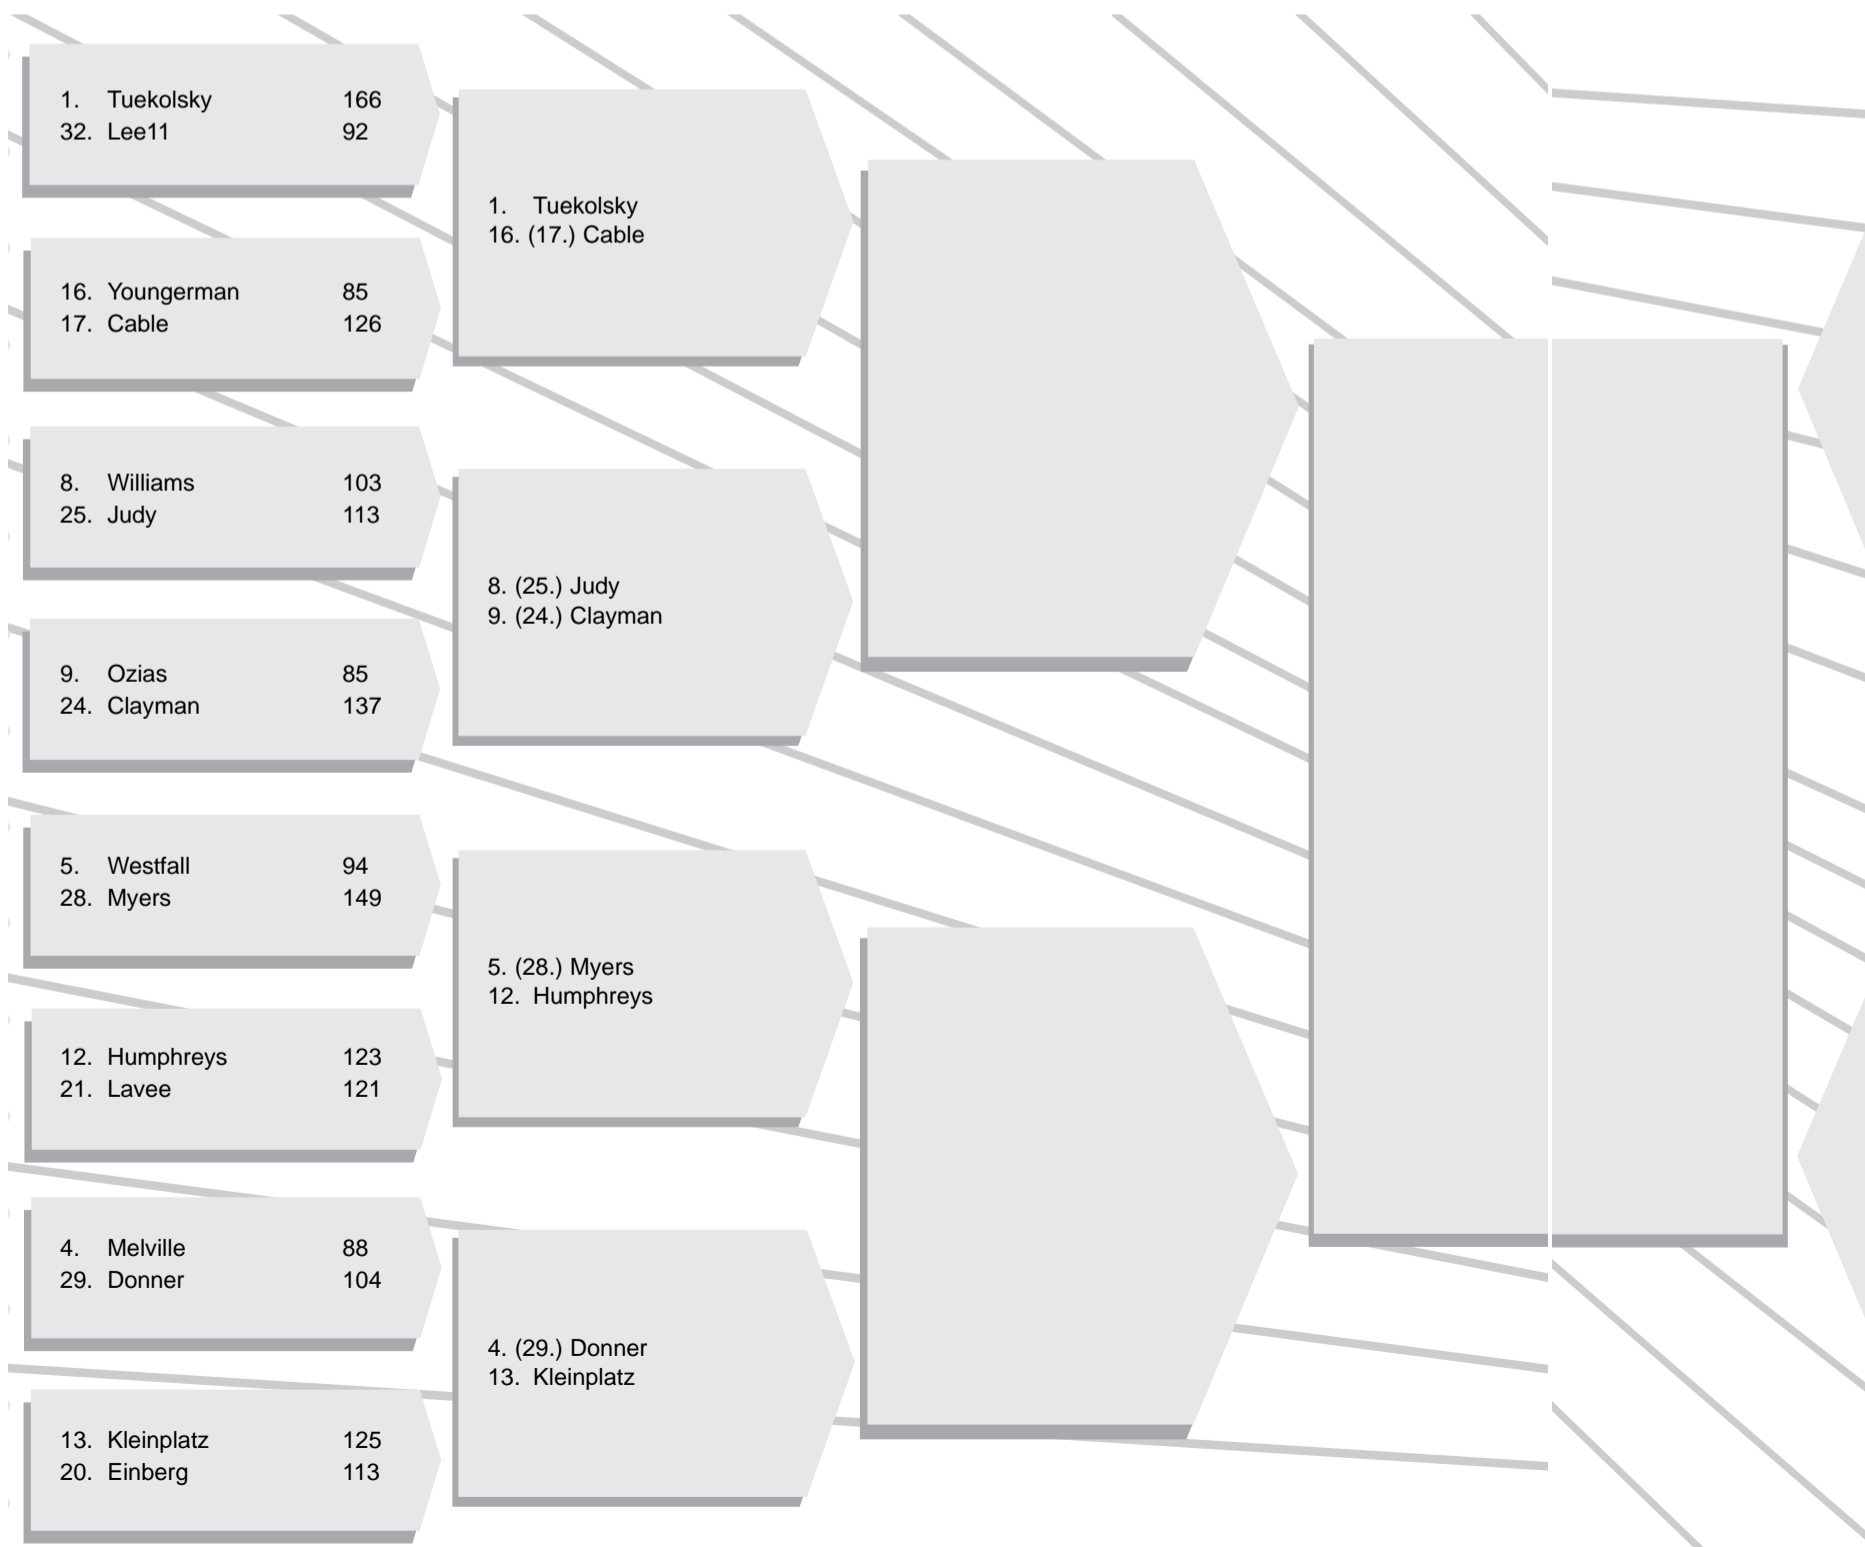 1. Tuekolsky 166
32. Lee11 92
16. Youngerman 85
17. Cable 126
8. Williams 103
25. Judy 113
9. Ozias 85
24. Clayman 137
5. Westfall 94
28. Myers 149
12. Humphreys 123
21. Lavee 121
4. Melville 88
29. Donner 104
13. Kleinplatz 125
20. Einberg 113
1. Tuekolsky
16. (17.) Cable
8. (25.) Judy
9. (24.) Clayman
5. (28.) Myers
12. Humphreys
4. (29.) Donner
13. Kleinplatz